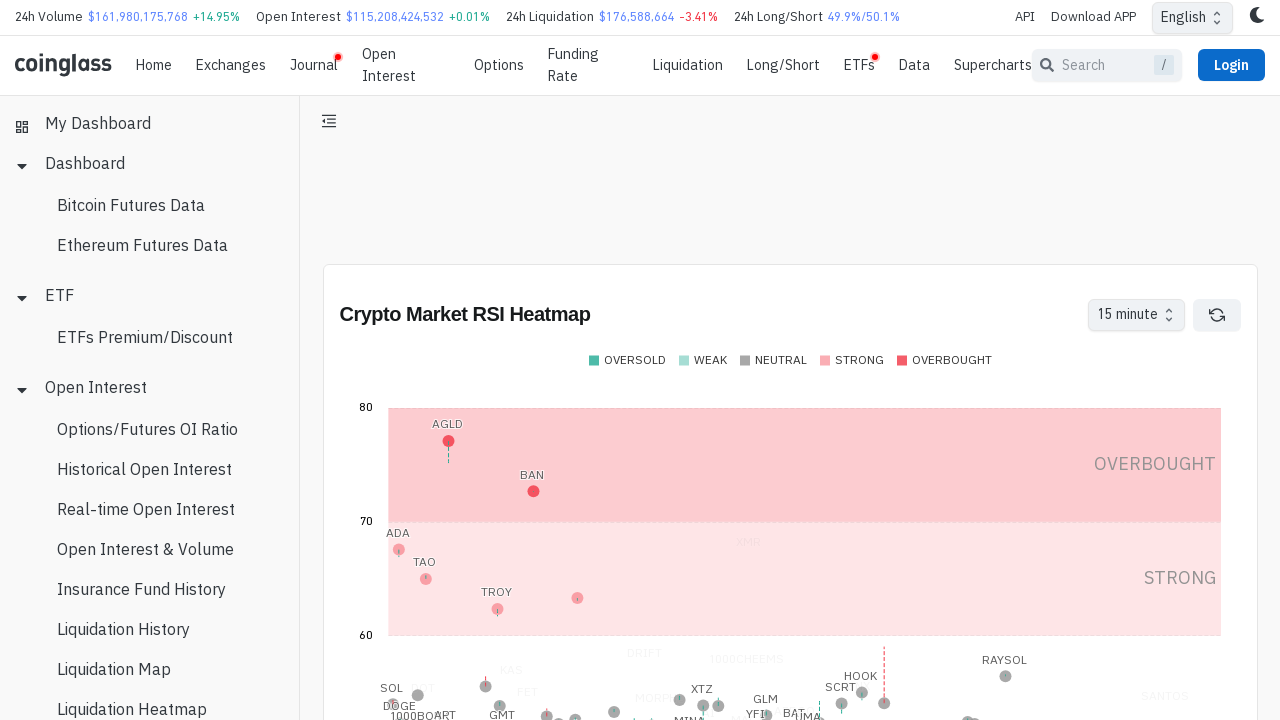 24h Volume $161,980,175,768 +14.95% Open Interest $115,208,424,532 +0.01% 24h Liquidation $176,588,664 -3.41% 24h Long/Short 49.9%/50.1% API Download APP English
coinglass Home Exchanges Journal Open Interest Options Funding Rate Liquidation Long/Short ETFs Data Supercharts Search / Login
My Dashboard
Dashboard
Bitcoin Futures Data
Ethereum Futures Data
ETF
ETFs Premium/Discount
Open Interest
Options/Futures OI Ratio
Historical Open Interest
Real-time Open Interest
Open Interest & Volume
Insurance Fund History
Liquidation History
Liquidation Map
Liquidation Heatmap
Crypto Market RSI Heatmap 15 minute
OVERSOLD WEAK NEUTRAL STRONG OVERBOUGHT
80
AGLD
OVERBOUGHT
BAN
70
ADA
XMR
TAO
STRONG
TROY
60
DRIFT
1000CHEEMS
RAYSOL
KAS
HOOK
SOL DOT FET XTZ SCRT
SANTOS
GLM
DOGE
GMT YFI BAT